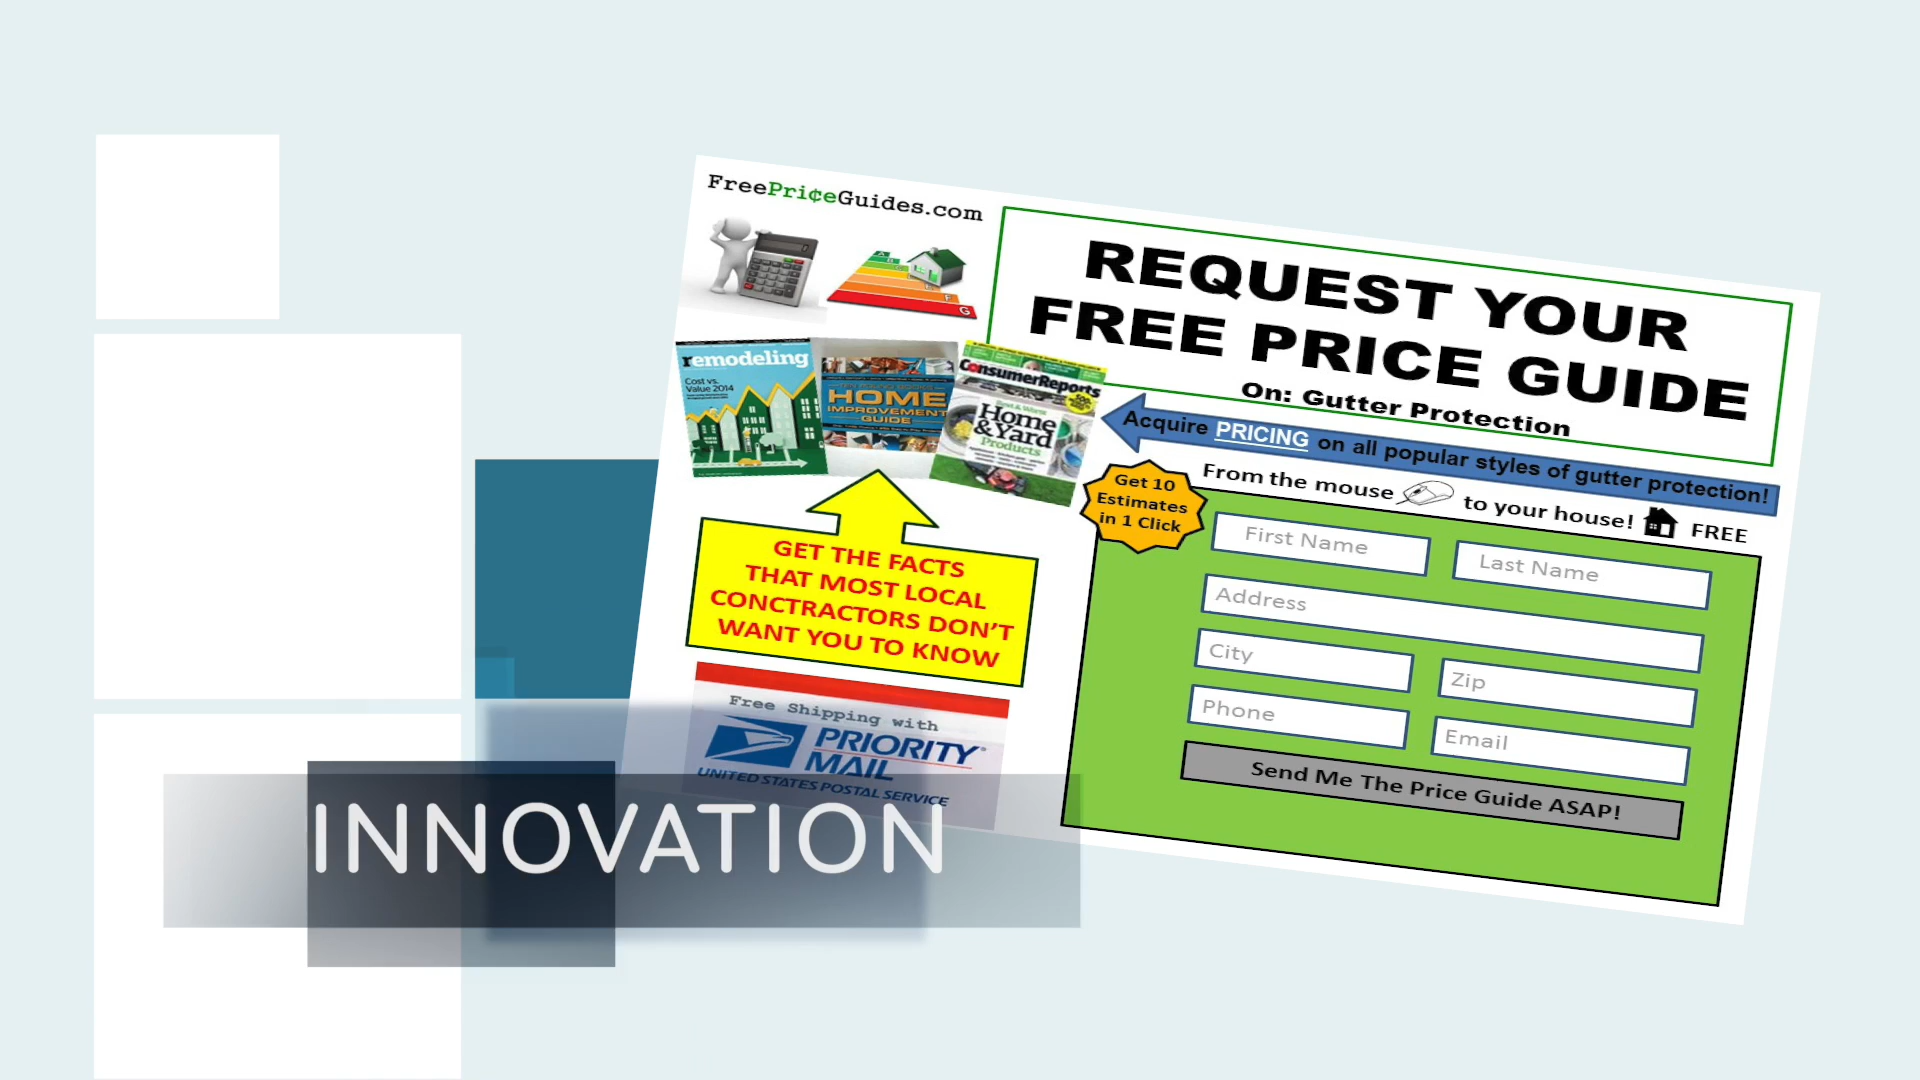 FreePri¢eGuides.com
REQUEST YOUR
FREE PRICE GUIDE
On: Gutter Protection
Acquire PRICING on all popular styles of gutter protection!
From the mouse to your house! FREE
Get 10
Estimates
in 1 Click
First Name
Last Name
Address
City
Zip
Phone
Email
Send Me The Price Guide ASAP!
remodeling
Cost vs.
Value 2014
HOME
IMPROVEMENT
GUIDE
ConsumerReports
Best & Worst
Home
&Yard
Products
GET THE FACTS
THAT MOST LOCAL
CONCTRACTORS DON'T
WANT YOU TO KNOW
Free Shipping with
PRIORITY
MAIL
UNITED STATES POSTAL SERVICE
INNOVATION